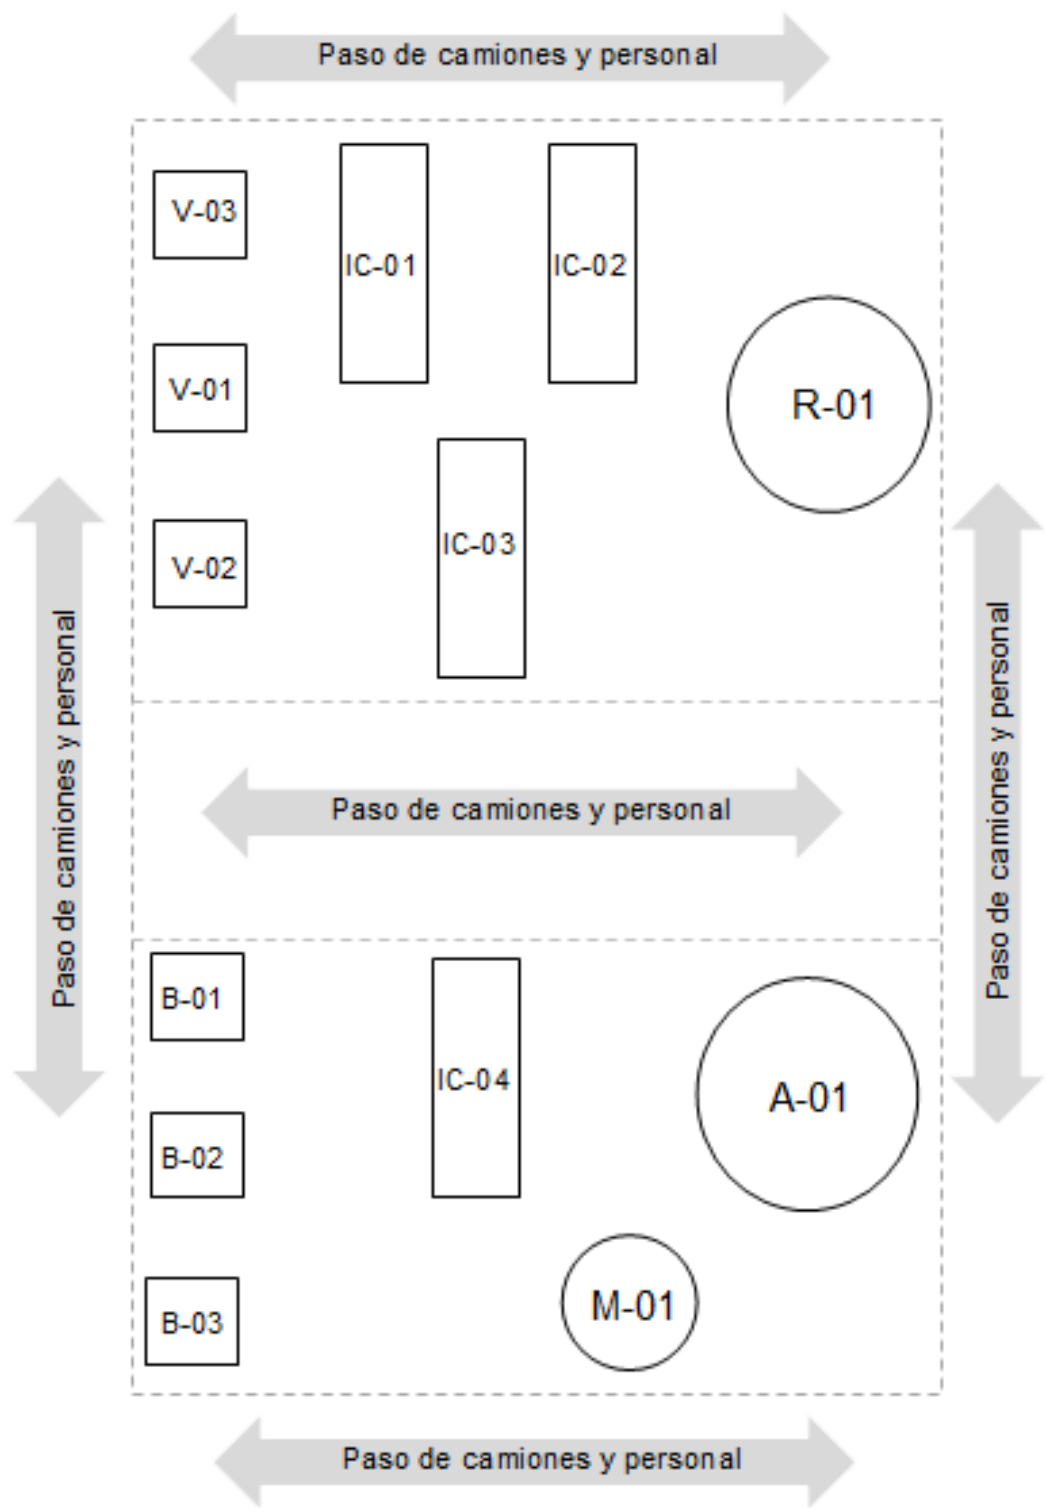 Paso de camiones y personal
V-03
IC-01
IC-02
V-01
R-01
V-02
IC-03
Paso de camiones y personal
Paso de camiones y personal
Paso de camiones y personal
B-01
IC-04
A-01
B-02
B-03
M-01
Paso de camiones y personal